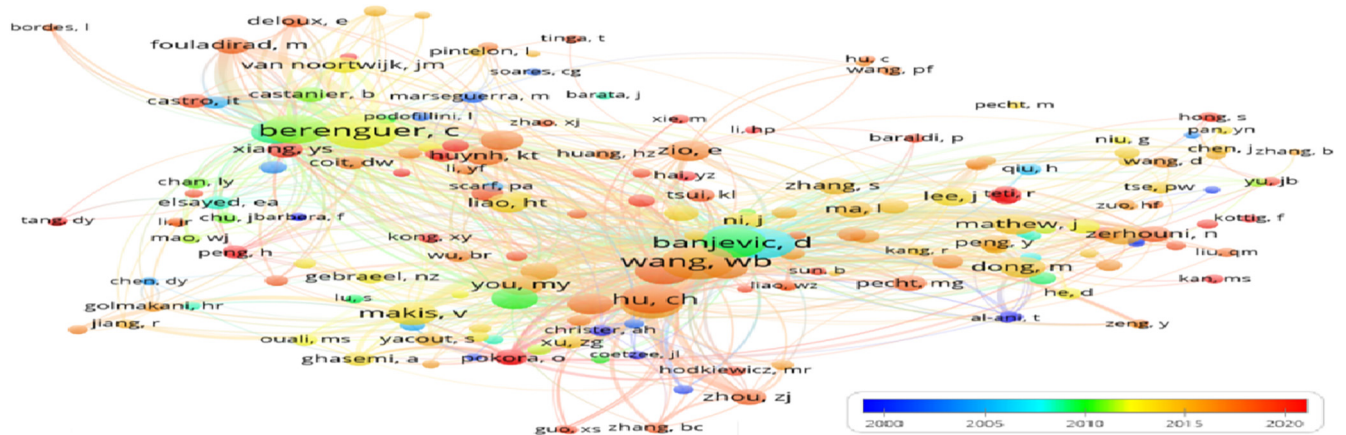 bordes, l
deloux, e
tinga, t
fouladirad, m
pintelon, l
hu, c
van noortwijk, jm
soares, cg
wang, pf
castro, it
castanier, b
marseguerra, m
barata, j
pecht, m
podofillini, l
berenguer, c
zhao, xj
xie, m
li, hp
baraldi, p
hong, s
pan, yn
niu, g
xiang, ys
huynh, kt
huang, hz
zio, e
chen, j
zhang, b
coit, dw
li, yf
wang, d
qiu, h
hai, yz
chan, ly
scarf, pa
zhang, s
tse, pw
yu, jb
tsui, kl
lee, j
teti, r
elsayed, ea
liao, ht
ma, l
zuo, hf
tang, dy
li, jr
chu, j
barbera, f
ni, j
mathew, j
kottig, f
mao, wj
kong, xy
banjevic, d
peng, y
zerhouni, n
peng, h
wu, br
kang, r
liu, qm
wang, wb
sun, b
dong, m
chen, dy
gebraeel, nz
you, my
liao, wz
pecht, mg
kan, ms
he, d
golmakani, hr
lu, s
hu, ch
makis, v
al-ani, t
jiang, r
christer, ah
zeng, y
ouali, ms
yacout, s
xu, zg
ghasemi, a
pokora, o
coetzee, jl
hodkiewicz, mr
zhou, zj
guo, xs
zhang, bc
2000
2005
2010
2015
2020